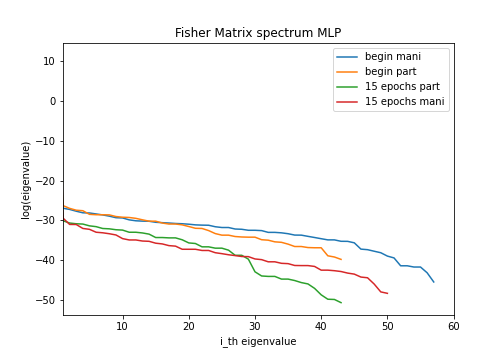 Fisher Matrix spectrum MLP
begin mani
begin part
15 epochs part
15 epochs mani
log(eigenvalue)
10
0
−10
−20
−30
−40
−50
10
20
30
40
50
60
i_th eigenvalue